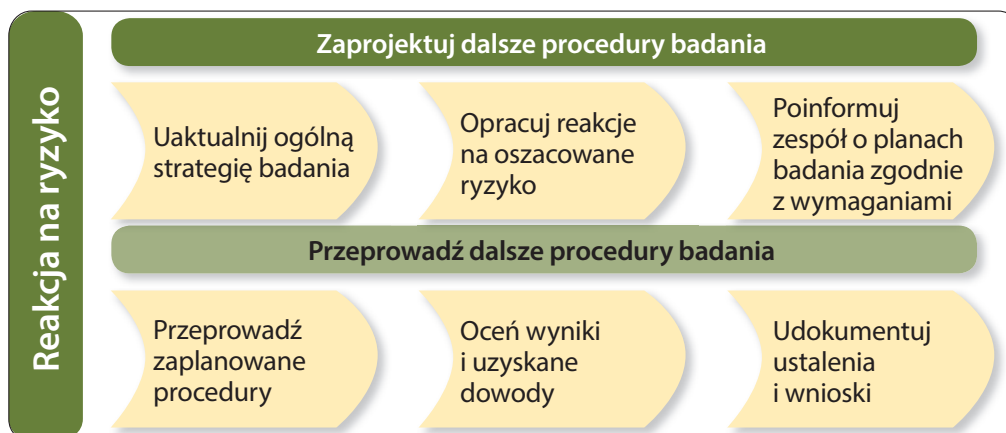 Reakcja na ryzyko
Zaprojektuj dalsze procedury badania
Uaktualnij ogólną
strategię badania
Opracuj reakcje
na oszacowane
ryzyko
Poinformuj
zespół o planach
badania zgodnie
z wymaganiami
Przeprowadź dalsze procedury badania
Przeprowadź
zaplanowane
procedury
Oceń wyniki
i uzyskane
dowody
Udokumentuj
ustalenia
i wnioski